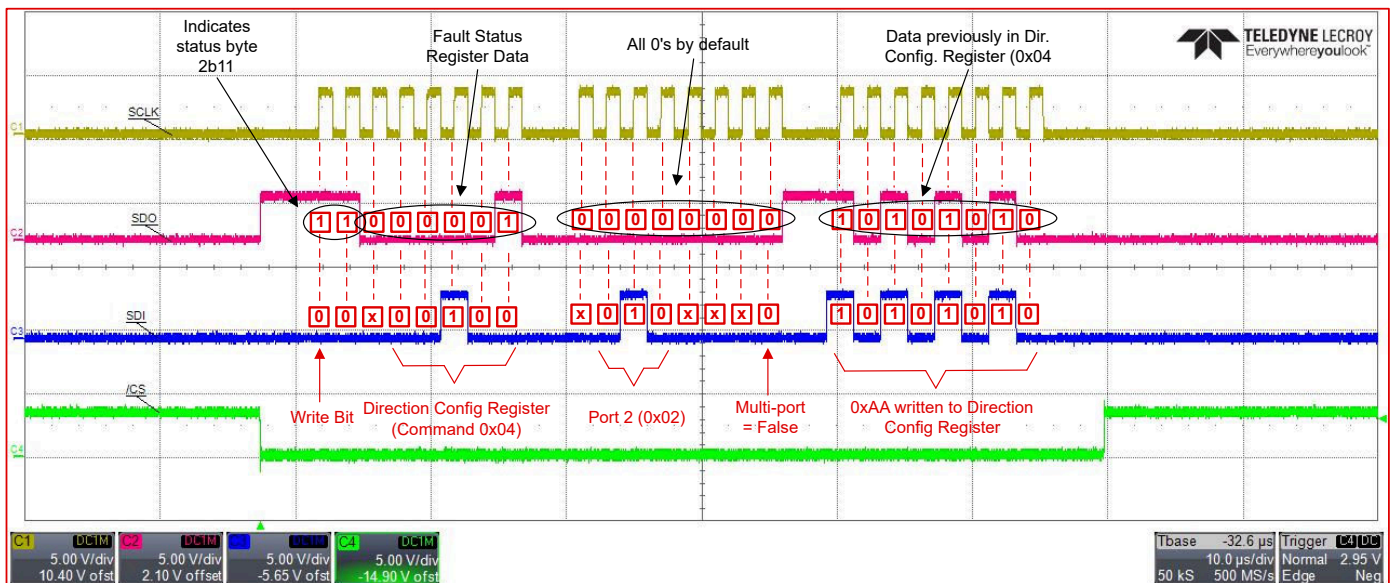 Indicates
status byte
2b11
Fault Status
Register Data
All 0's by default
Data previously in Dir.
Config. Register (0x04
TELEDYNE LECROY
Everywhereyoulook™
SCLK
C1
SDO
1 1 0 0 0 0 0 1
0 0 0 0 0 0 0 0
1 0 1 0 1 0 1 0
C2
SDI
0 0 x 0 0 1 0 0
x 0 1 0 x x x 0
1 0 1 0 1 0 1 0
C3
/CS
Write Bit
Direction Config Register
(Command 0x04)
Port 2 (0x02)
Multi-port
= False
0xAA written to Direction
Config Register
C4
C1 DC1M
5.00 V/div
10.40 V ofst
C2 DC1M
5.00 V/div
2.10 V offset
C3 DC1M
5.00 V/div
-5.65 V ofst
C4 DC1M
5.00 V/div
-14.90 V ofst
Tbase -32.6 µs
10.0 µs/div
50 kS 500 MS/s
Trigger C4 DC
Normal 2.95 V
Edge Neg